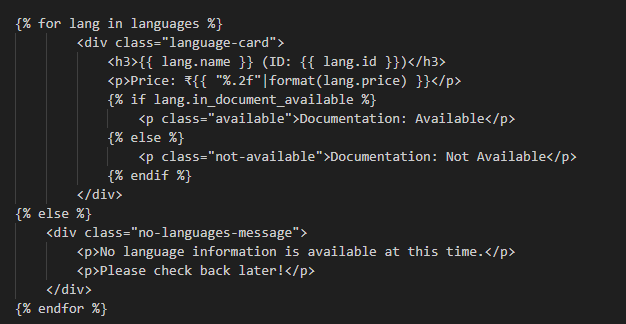 {% for lang in languages %}
<div class="language-card">
<h3>{{ lang.name }} (ID: {{ lang.id }})</h3>
<p>Price: ₹{{ "%.2f"|format(lang.price) }}</p>
{% if lang.in_document_available %}
<p class="available">Documentation: Available</p>
{% else %}
<p class="not-available">Documentation: Not Available</p>
{% endif %}
</div>
{% else %}
<div class="no-languages-message">
<p>No language information is available at this time.</p>
<p>Please check back later!</p>
</div>
{% endfor %}